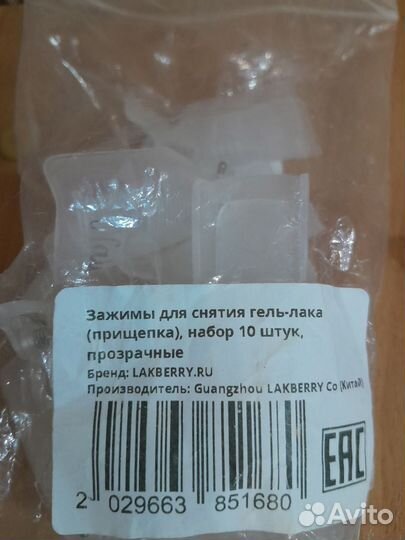 Зажимы для снятия гель-лака
(прищепка), набор 10 штук,
прозрачные
Бренд: LAKBERRY.RU
Производитель: Guangzhou LAKBERRY Co (Китай)
EAC
2 029663 851680
Avito